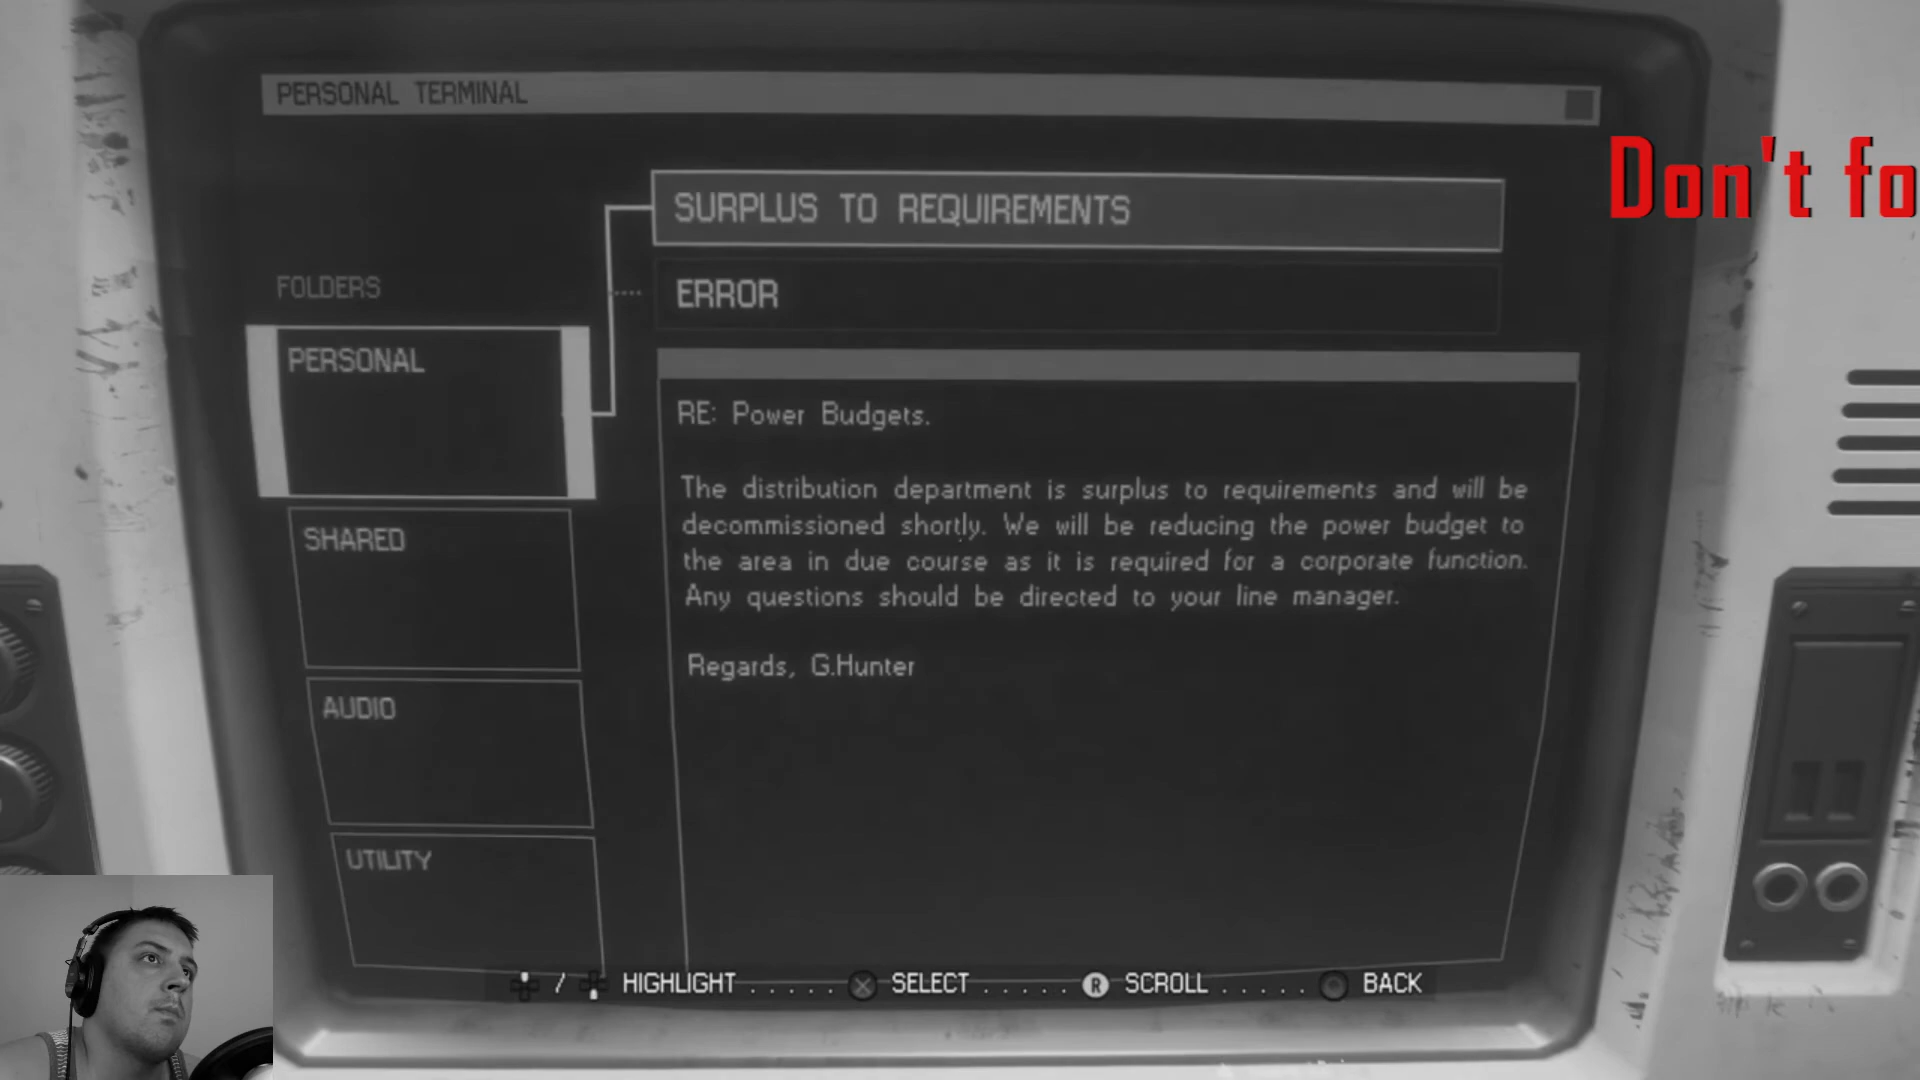 PERSONAL TERMINAL
Don't fo
SURPLUS TO REQUIREMENTS
ERROR
FOLDERS
PERSONAL
SHARED
AUDIO
UTILITY
RE: Power Budgets.
The distribution department is surplus to requirements and will be
decommissioned shortly. We will be reducing the power budget to
the area in due course as it is required for a corporate function.
Any questions should be directed to your line manager.
Regards, G.Hunter
/ HIGHLIGHT ..... SELECT ..... R SCROLL ..... BACK